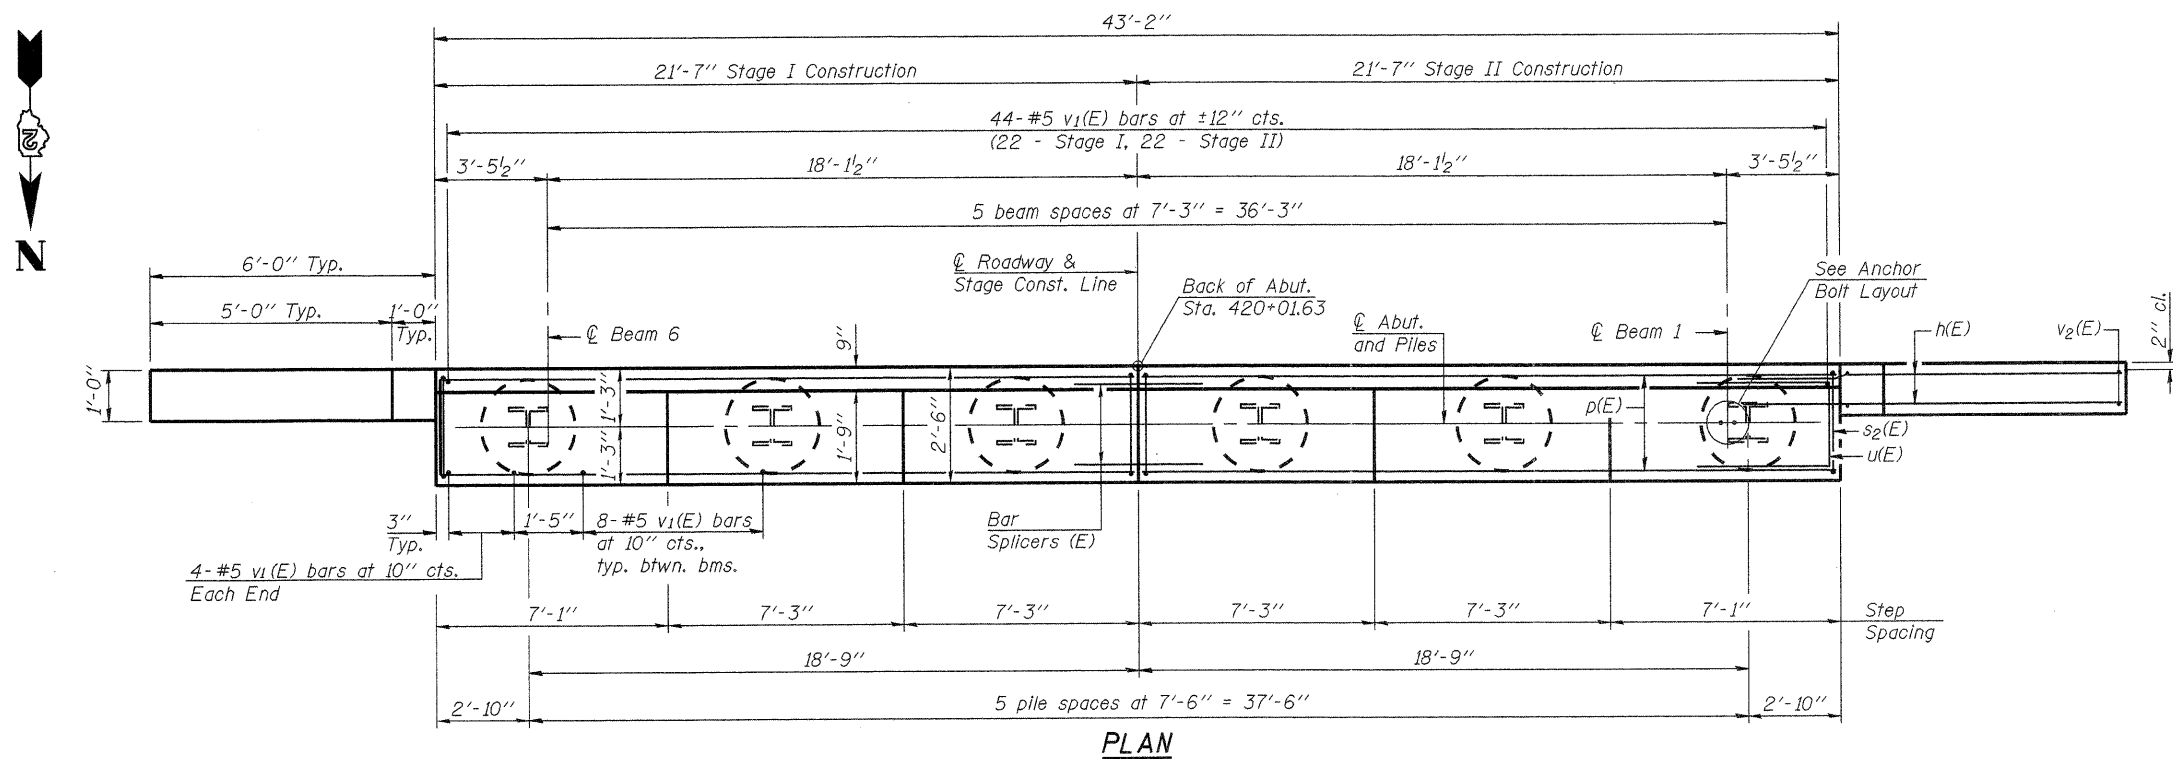 43'-2"
21'-7" Stage I Construction
21'-7" Stage II Construction
44-#5 v1(E) bars at ±12" cts.
(22 - Stage I, 22 - Stage II)
3'-5½"
18'-1½"
18'-1½"
3'-5½"
5 beam spaces at 7'-3" = 36'-3"
N
6'-0" Typ.
5'-0" Typ.
1'-0"
Typ.
℄ Roadway &
Stage Const. Line
Back of Abut.
Sta. 420+01.63
See Anchor
Bolt Layout
℄ Beam 6
9"
℄ Abut.
and Piles
℄ Beam 1
h(E)
v2(E)
2" cl.
1'-0"
1'-3"
1'-3"
1'-9"
2'-6"
p(E)
s2(E)
u(E)
3"
Typ.
1'-5"
8-#5 v1(E) bars
at 10" cts.,
typ. btwn. bms.
Bar
Splicers (E)
4-#5 v1(E) bars at 10" cts.
Each End
7'-1"
7'-3"
7'-3"
7'-3"
7'-3"
7'-1"
Step
Spacing
18'-9"
18'-9"
2'-10"
5 pile spaces at 7'-6" = 37'-6"
2'-10"
PLAN